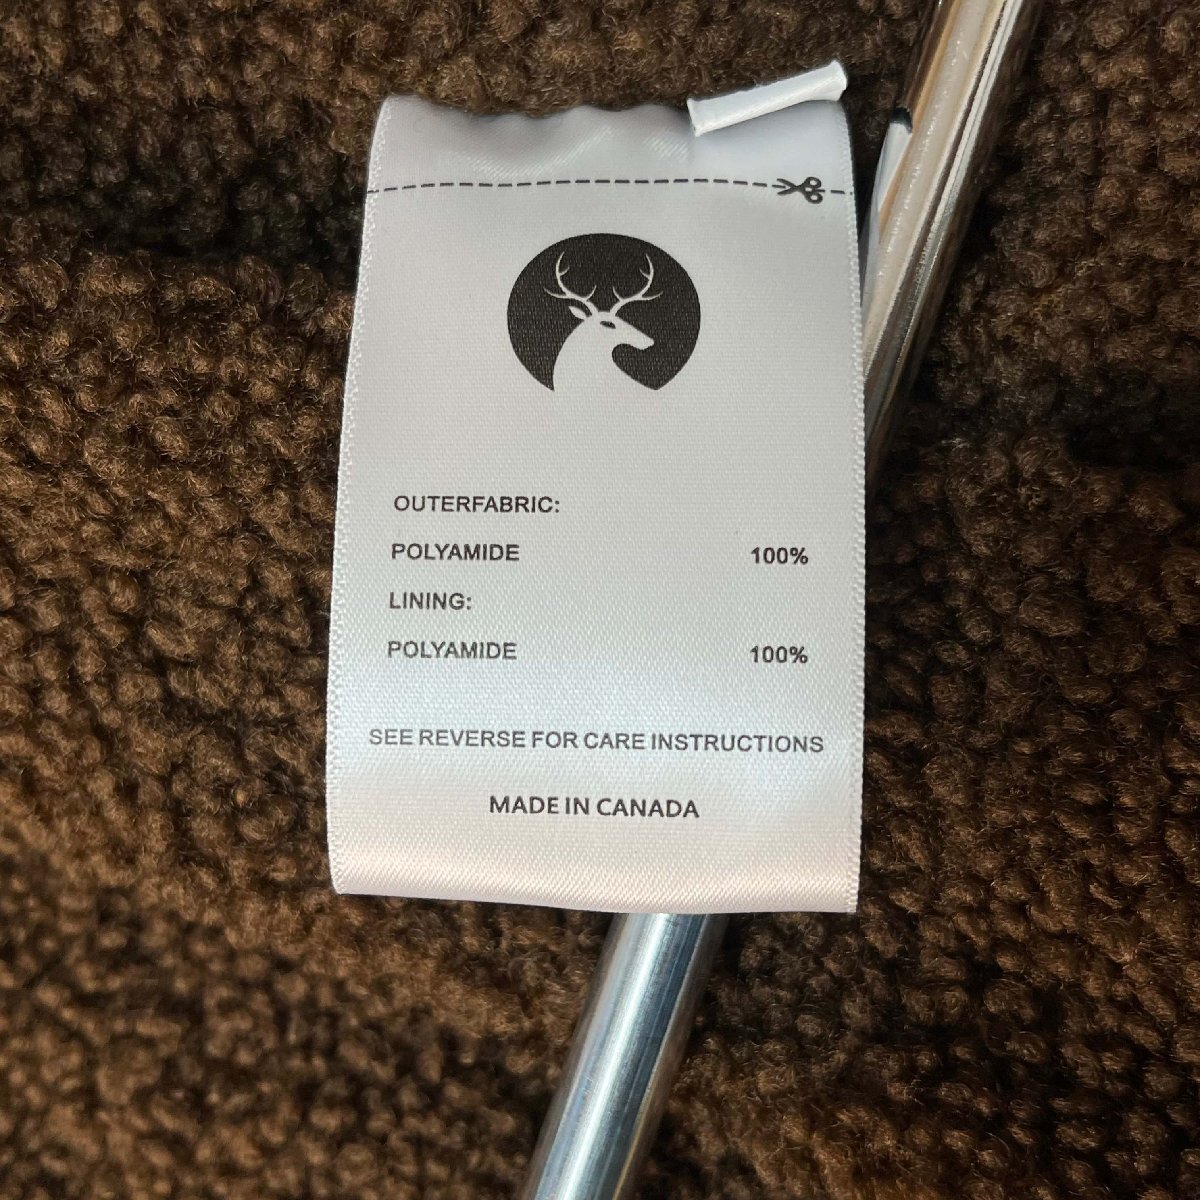 OUTERFABRIC:
POLYAMIDE 100%
LINING:
POLYAMIDE 100%
SEE REVERSE FOR CARE INSTRUCTIONS
MADE IN CANADA